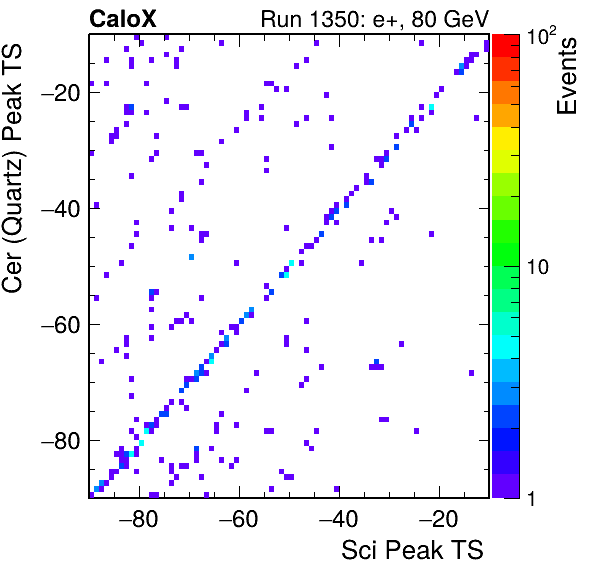 CaloX Run 1350: e+, 80 GeV
Cer (Quartz) Peak TS
−20
−40
−60
−80
−80 −60 −40 −20
Sci Peak TS
10²
10
1
Events